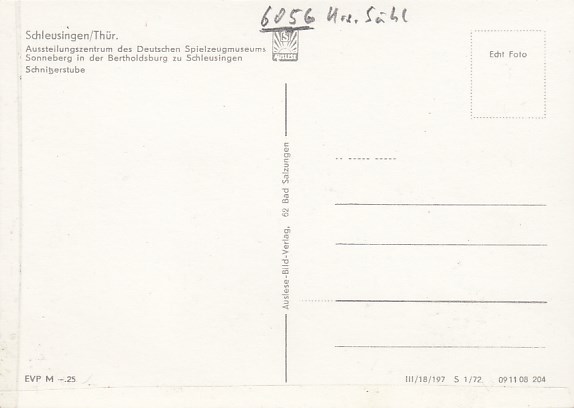 6056 Krs. Suhl
Schleusingen/Thür.
Ausstellungszentrum des Deutschen Spielzeugmuseums
Sonneberg in der Bertholdsburg zu Schleusingen
Schnitzerstube
Echt Foto
Auslese-Bild-Verlag, 62 Bad Salzungen
EVP M –.25
III/18/197 S 1/72. 09 11 08 204